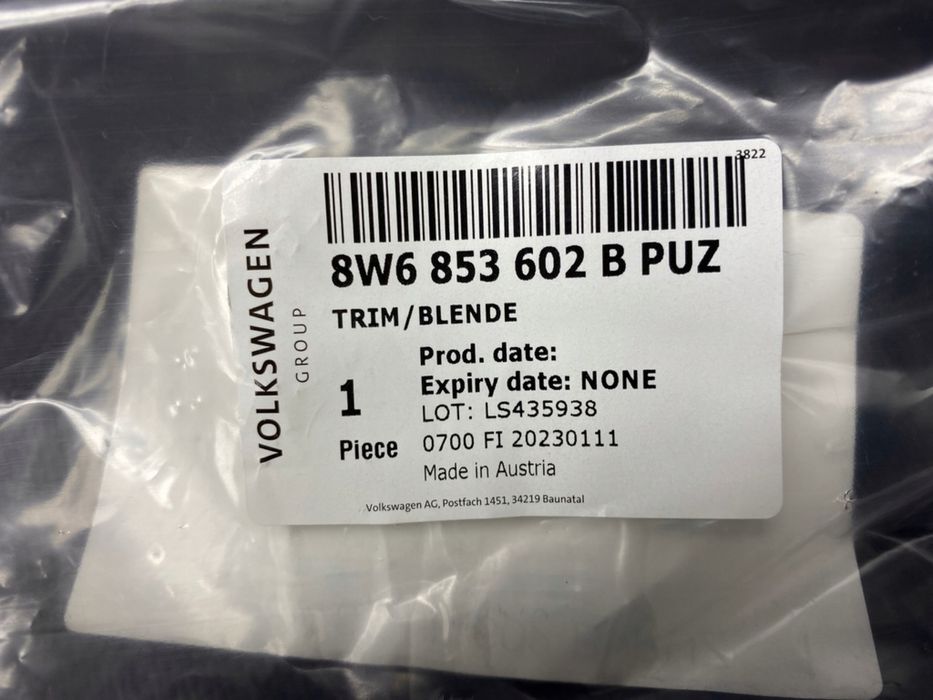 3822
8W6 853 602 B PUZ
TRIM/BLENDE
VOLKSWAGEN
GROUP
Prod. date:
Expiry date: NONE
1
LOT: LS435938
Piece
0700 FI 20230111
Made in Austria
Volkswagen AG, Postfach 1451, 34219 Baunatal